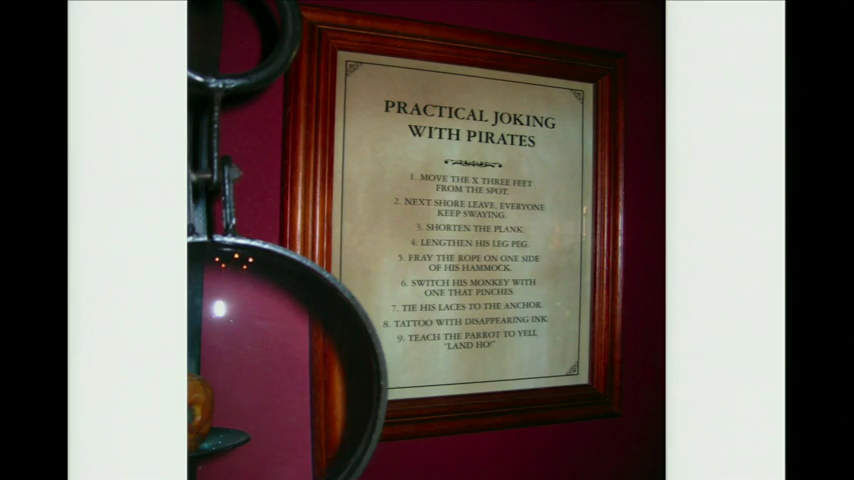 PRACTICAL JOKING
WITH PIRATES
1. MOVE THE X THREE FEET
FROM THE SPOT.
2. NEXT SHORE LEAVE, EVERYONE
KEEP SWAYING.
3. SHORTEN THE PLANK.
4. LENGTHEN HIS LEG PEG.
5. FRAY THE ROPE ON ONE SIDE
OF HIS HAMMOCK.
6. SWITCH HIS MONKEY WITH
ONE THAT PINCHES.
7. TIE HIS LACES TO THE ANCHOR.
8. TATTOO WITH DISAPPEARING INK.
9. TEACH THE PARROT TO YELL
"LAND HO!"